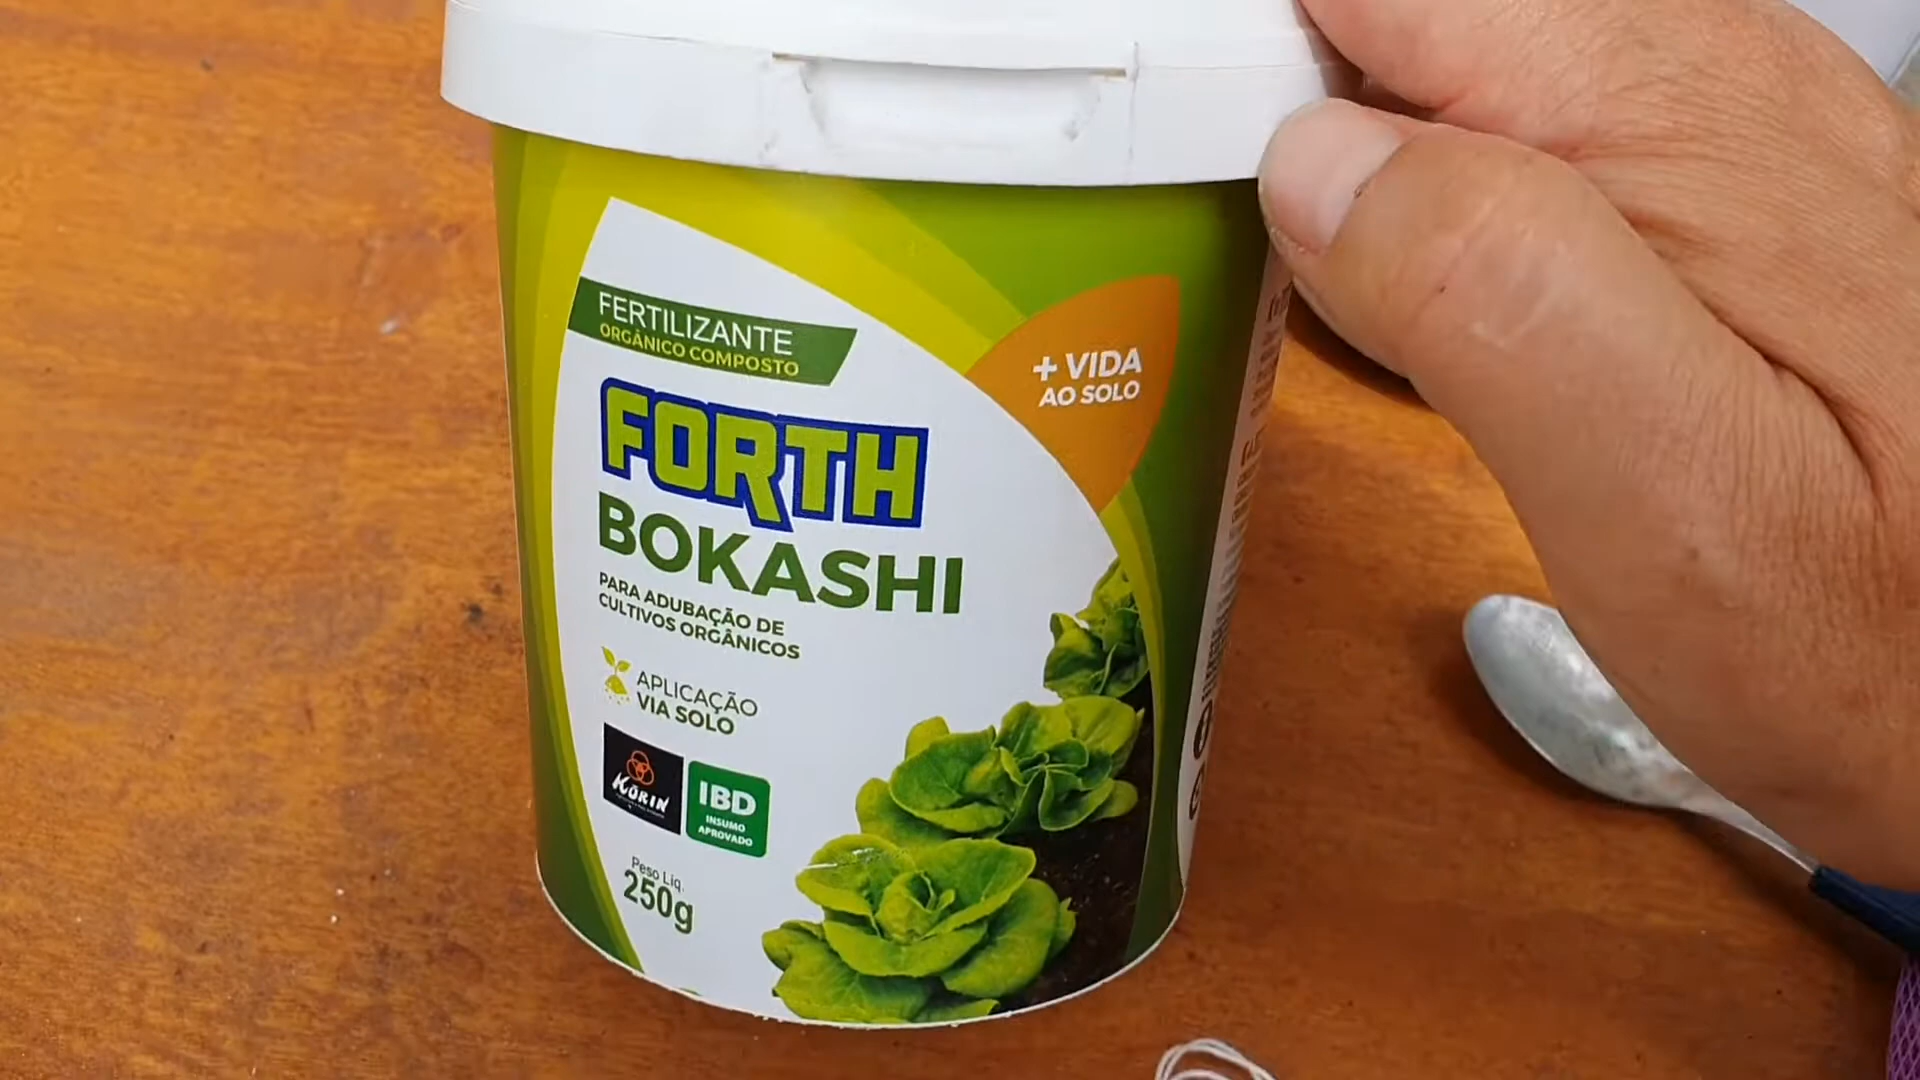 FERTILIZANTE
ORGÂNICO COMPOSTO
+ VIDA
AO SOLO
FORTH
BOKASHI
PARA ADUBAÇÃO DE
CULTIVOS ORGÂNICOS
APLICAÇÃO
VIA SOLO
KORIN
IBD
INSUMO
APROVADO
Peso Líq.
250g